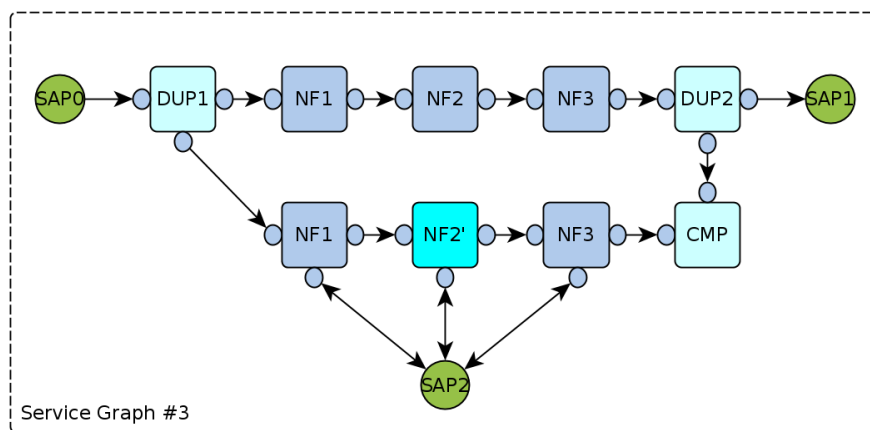 SAP0
DUP1
NF1
NF2
NF3
DUP2
SAP1
NF1
NF2'
NF3
CMP
SAP2
Service Graph #3